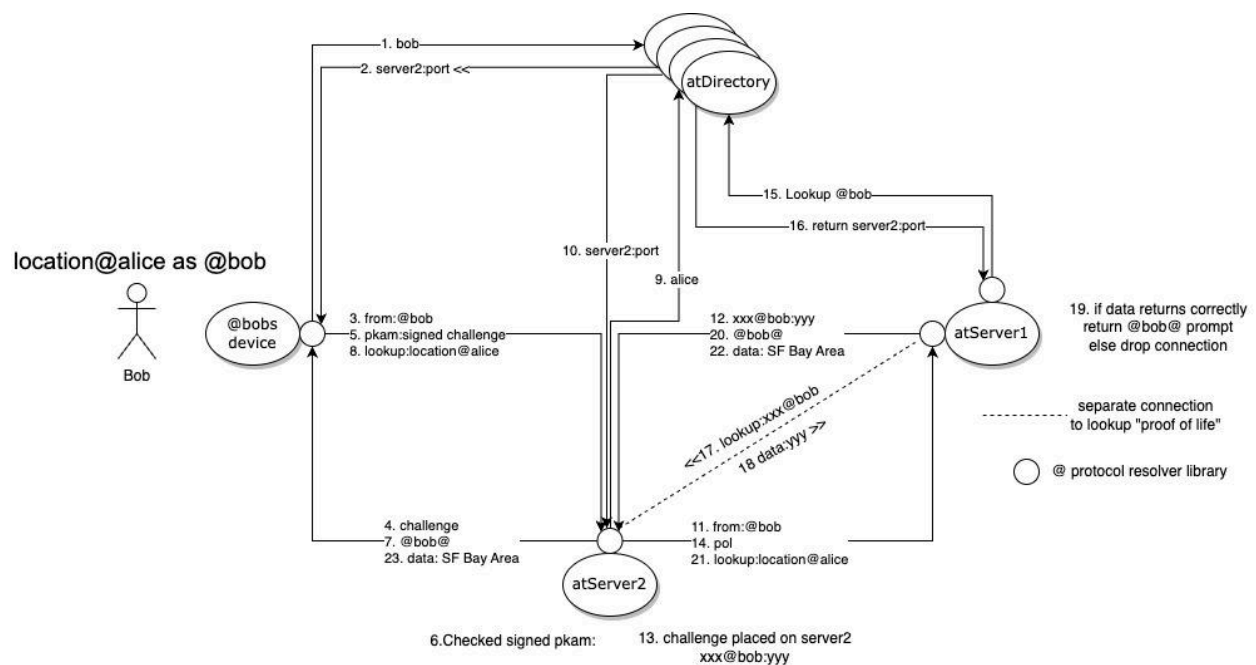 1. bob
2. server2:port <<
atDirectory
15. Lookup @bob
16. return server2:port
10. server2:port
9. alice
location@alice as @bob
Bob
@bobs
device
3. from:@bob
5. pkam:signed challenge
8. lookup:location@alice
12. xxx@bob:yyy
20. @bob@
22. data: SF Bay Area
atServer1
19. if data returns correctly
return @bob@ prompt
else drop connection
separate connection
to lookup "proof of life"
@ protocol resolver library
<<17. lookup:xxx@bob
18 data:yyy >>
4. challenge
7. @bob@
23. data: SF Bay Area
11. from:@bob
14. pol
21. lookup:location@alice
atServer2
6.Checked signed pkam:
13. challenge placed on server2
xxx@bob:yyy